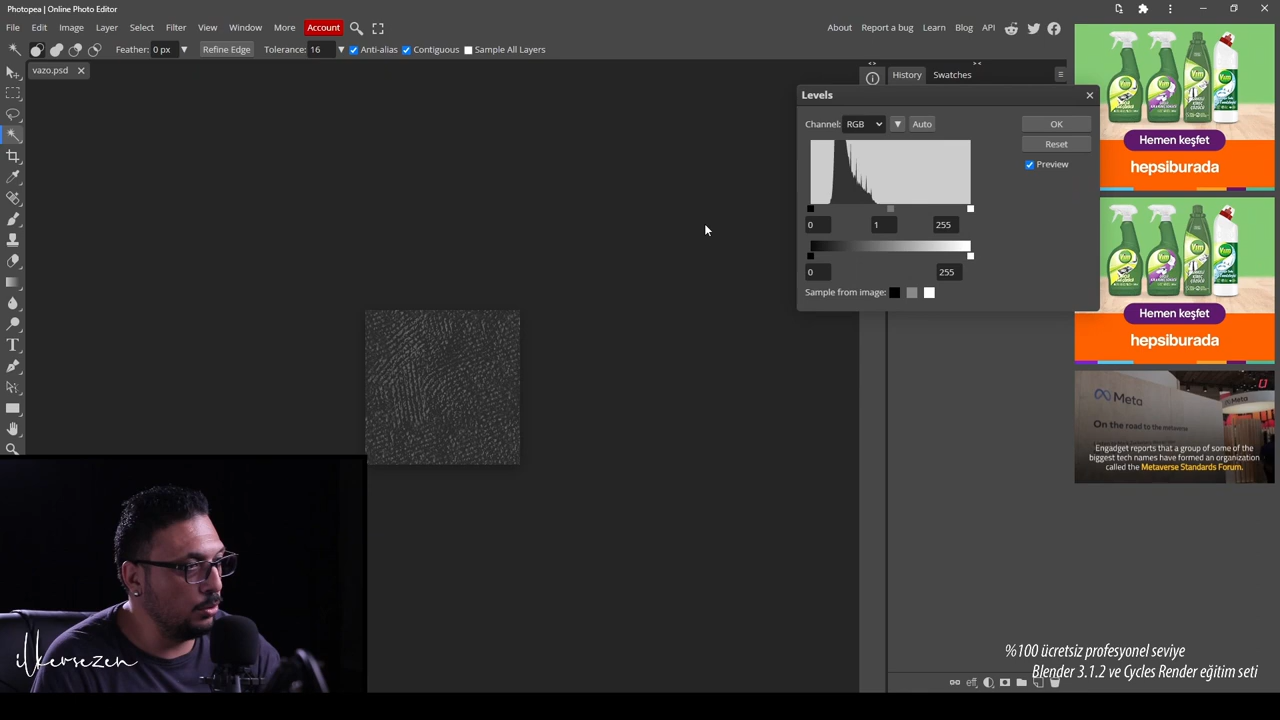 Photopea | Online Photo Editor
File Edit Image Layer Select Filter View Window More Account
About Report a bug Learn Blog API
Feather: 0 px Refine Edge Tolerance: 16 Anti-alias Contiguous Sample All Layers
vazo.psd
History Swatches
Levels
Channel: RGB Auto OK
Reset
Preview
0 1 255
0 255
Sample from image:
Hemen keşfet
hepsiburada
Hemen keşfet
hepsiburada
Meta
On the road to the metaverse
Engadget reports that a group of some of the
biggest tech names have formed an organization
called the Metaverse Standards Forum.
ilkersezen
%100 ücretsiz profesyonel seviye
Blender 3.1.2 ve Cycles Render eğitim seti
eff